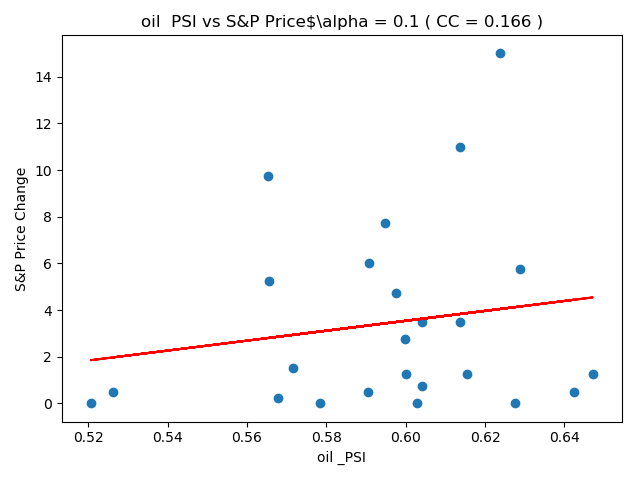 oil  PSI vs S&P Price$\alpha = 0.1 ( CC = 0.166 )
S&P Price Change
14
12
10
8
6
4
2
0
0.52 0.54 0.56 0.58 0.60 0.62 0.64
oil _PSI